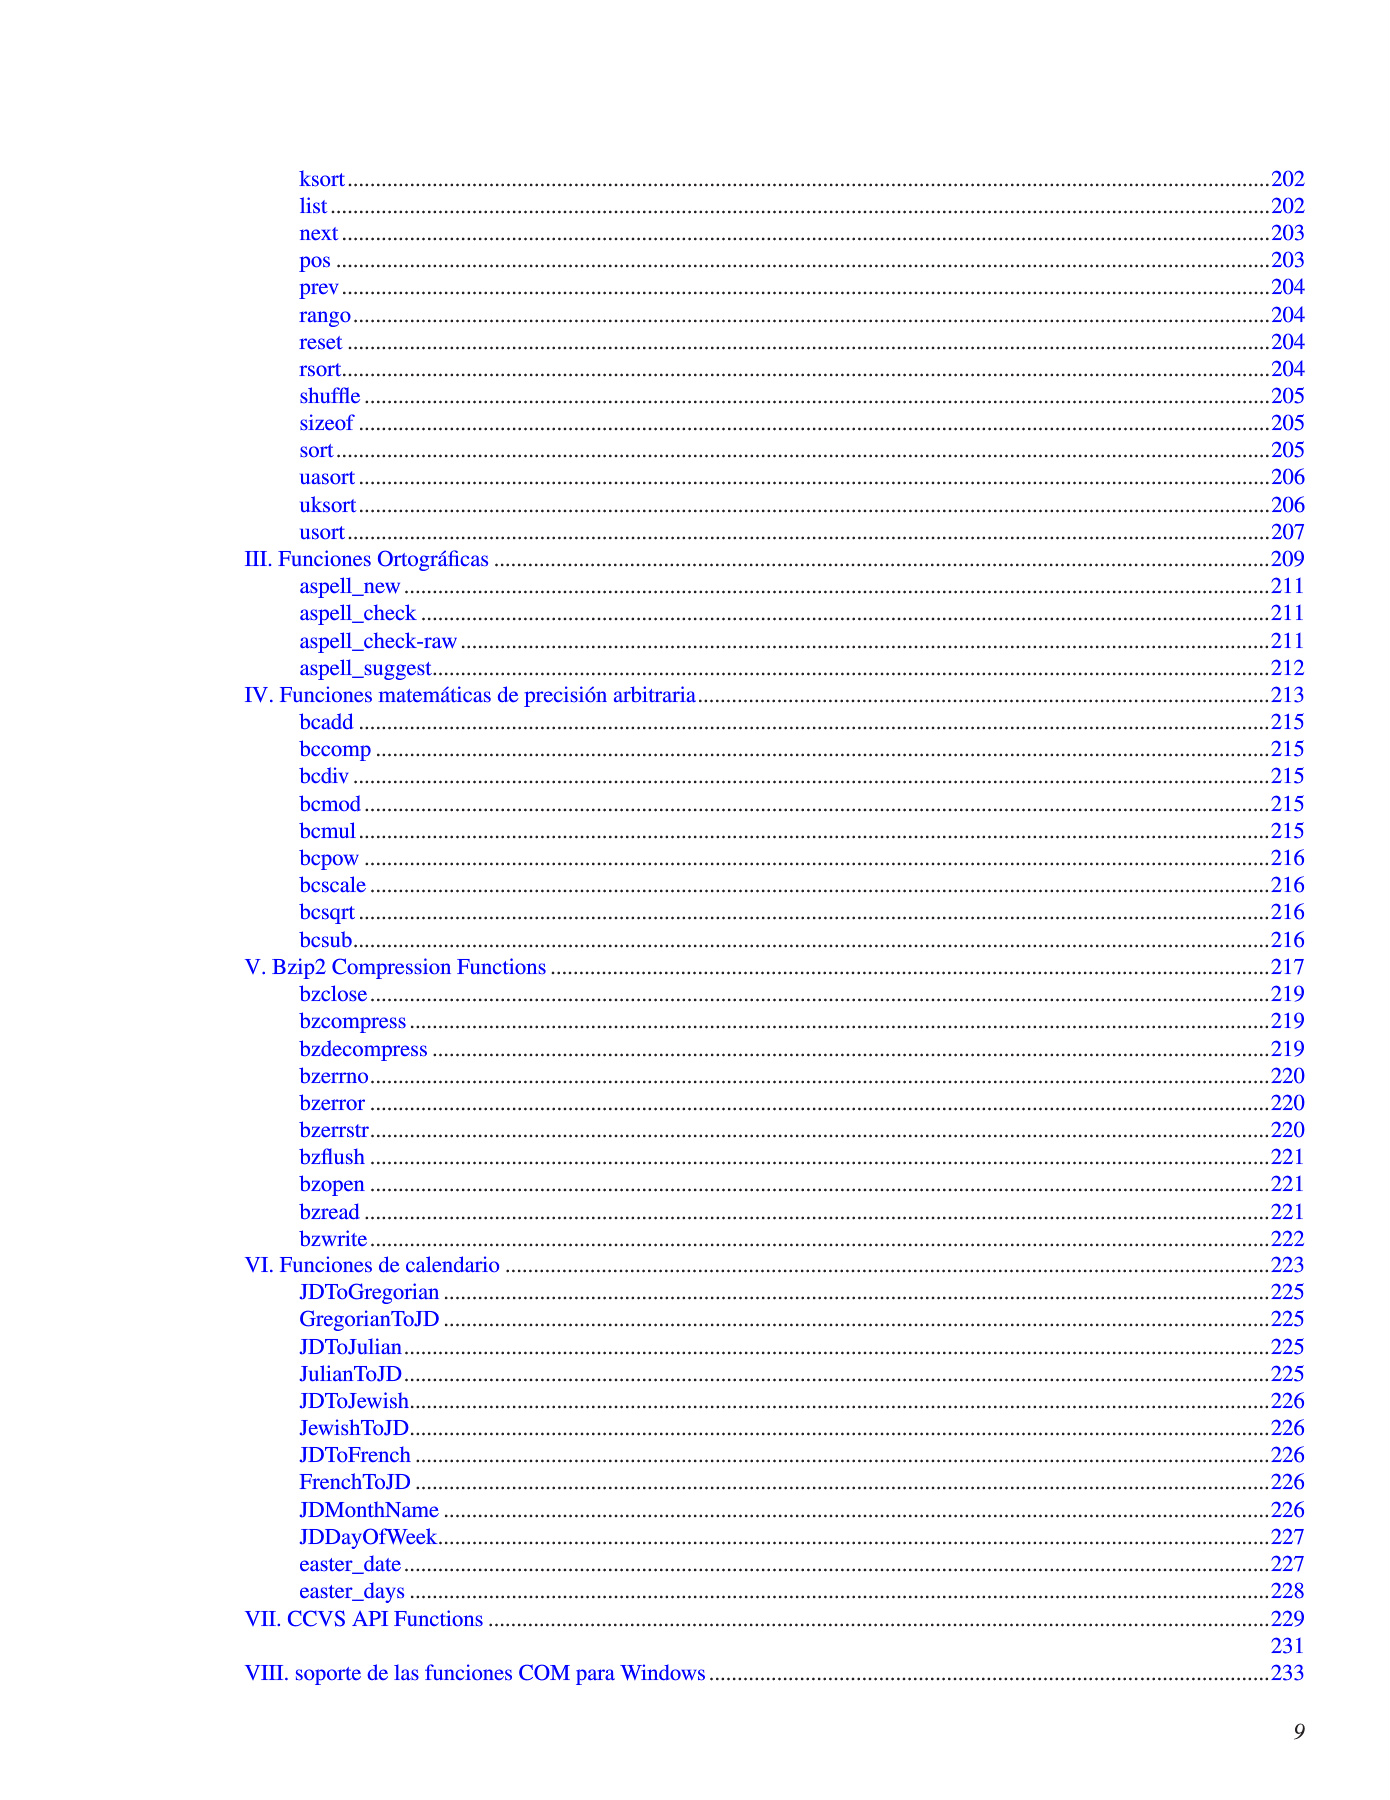 ksort.....202
list.....202
next.....203
pos.....203
prev.....204
rango.....204
reset.....204
rsort.....204
shuffle.....205
sizeof.....205
sort.....205
uasort.....206
uksort.....206
usort.....207
III. Funciones Ortográficas.....209
aspell_new.....211
aspell_check.....211
aspell_check-raw.....211
aspell_suggest.....212
IV. Funciones matemáticas de precisión arbitraria.....213
bcadd.....215
bccomp.....215
bcdiv.....215
bcmod.....215
bcmul.....215
bcpow.....216
bcscale.....216
bcsqrt.....216
bcsub.....216
V. Bzip2 Compression Functions.....217
bzclose.....219
bzcompress.....219
bzdecompress.....219
bzerrno.....220
bzerror.....220
bzerrstr.....220
bzflush.....221
bzopen.....221
bzread.....221
bzwrite.....222
VI. Funciones de calendario.....223
JDToGregorian.....225
GregorianToJD.....225
JDToJulian.....225
JulianToJD.....225
JDToJewish.....226
JewishToJD.....226
JDToFrench.....226
FrenchToJD.....226
JDMonthName.....226
JDDayOfWeek.....227
easter_date.....227
easter_days.....228
VII. CCVS API Functions.....229
231
VIII. soporte de las funciones COM para Windows.....233
9